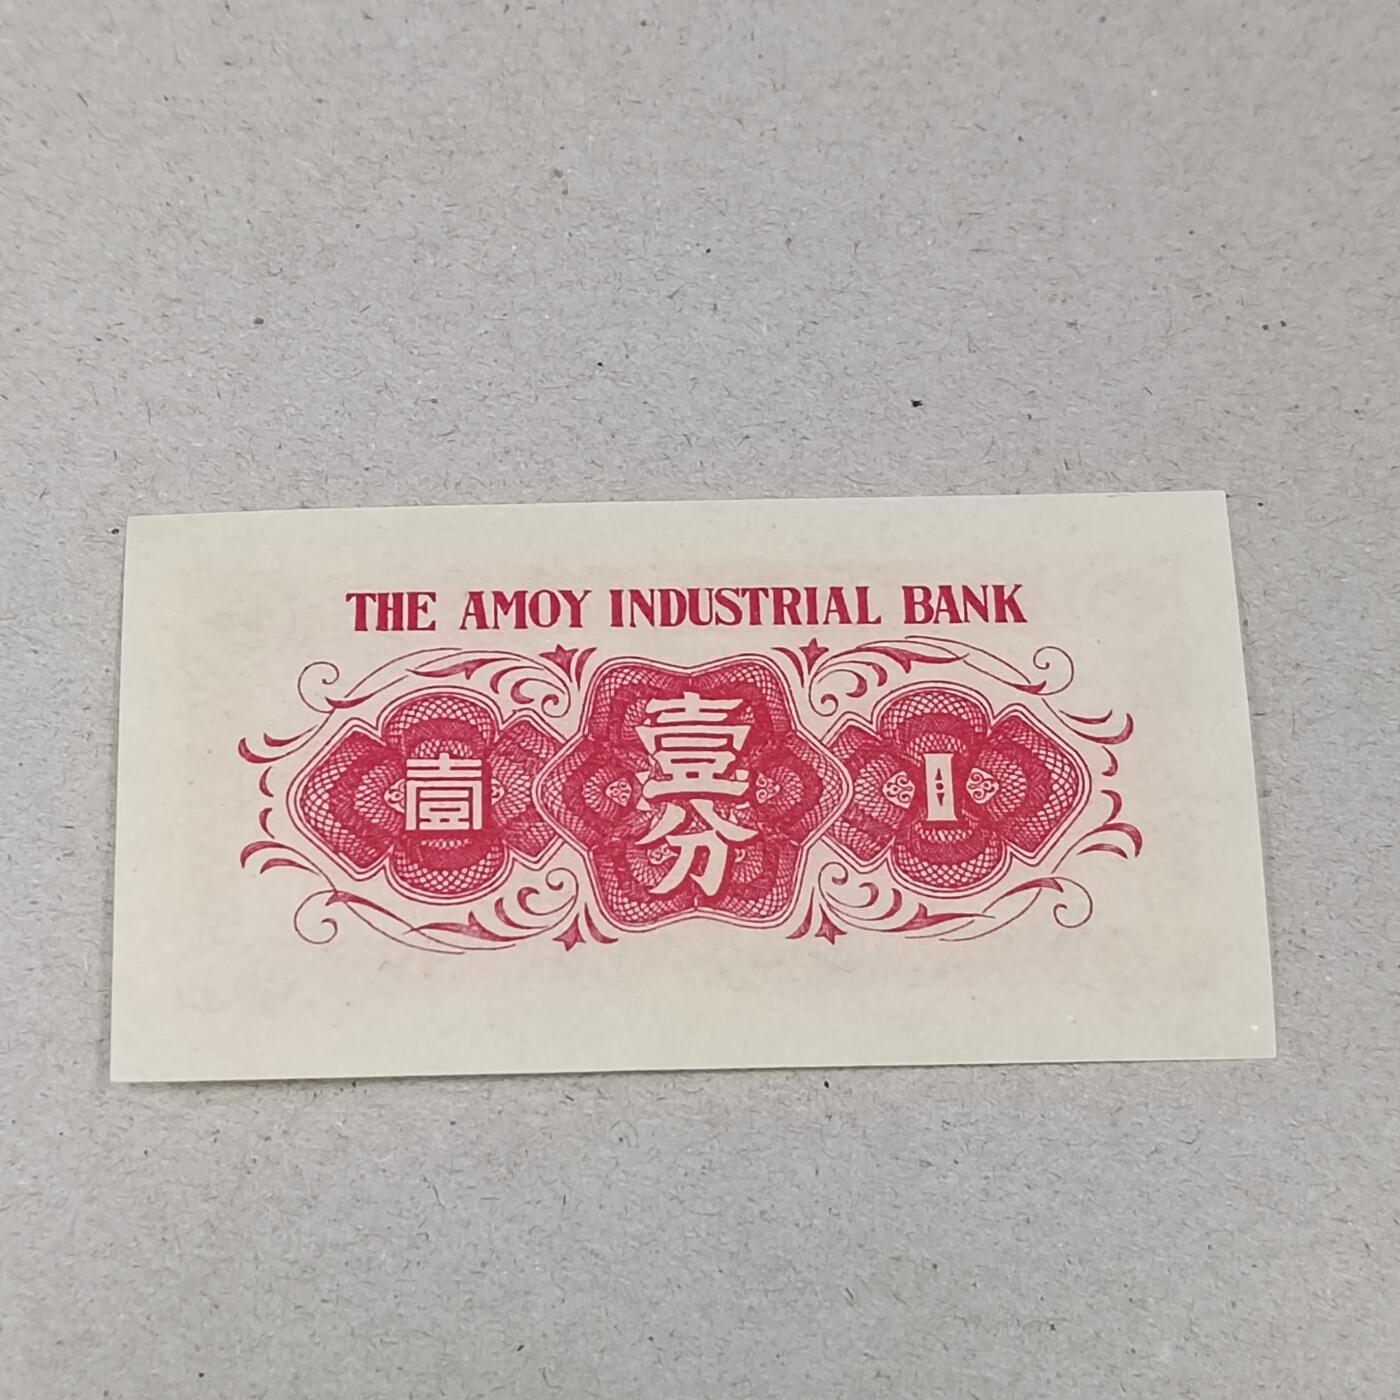 THE AMOY INDUSTRIAL BANK
壹
壹分
1